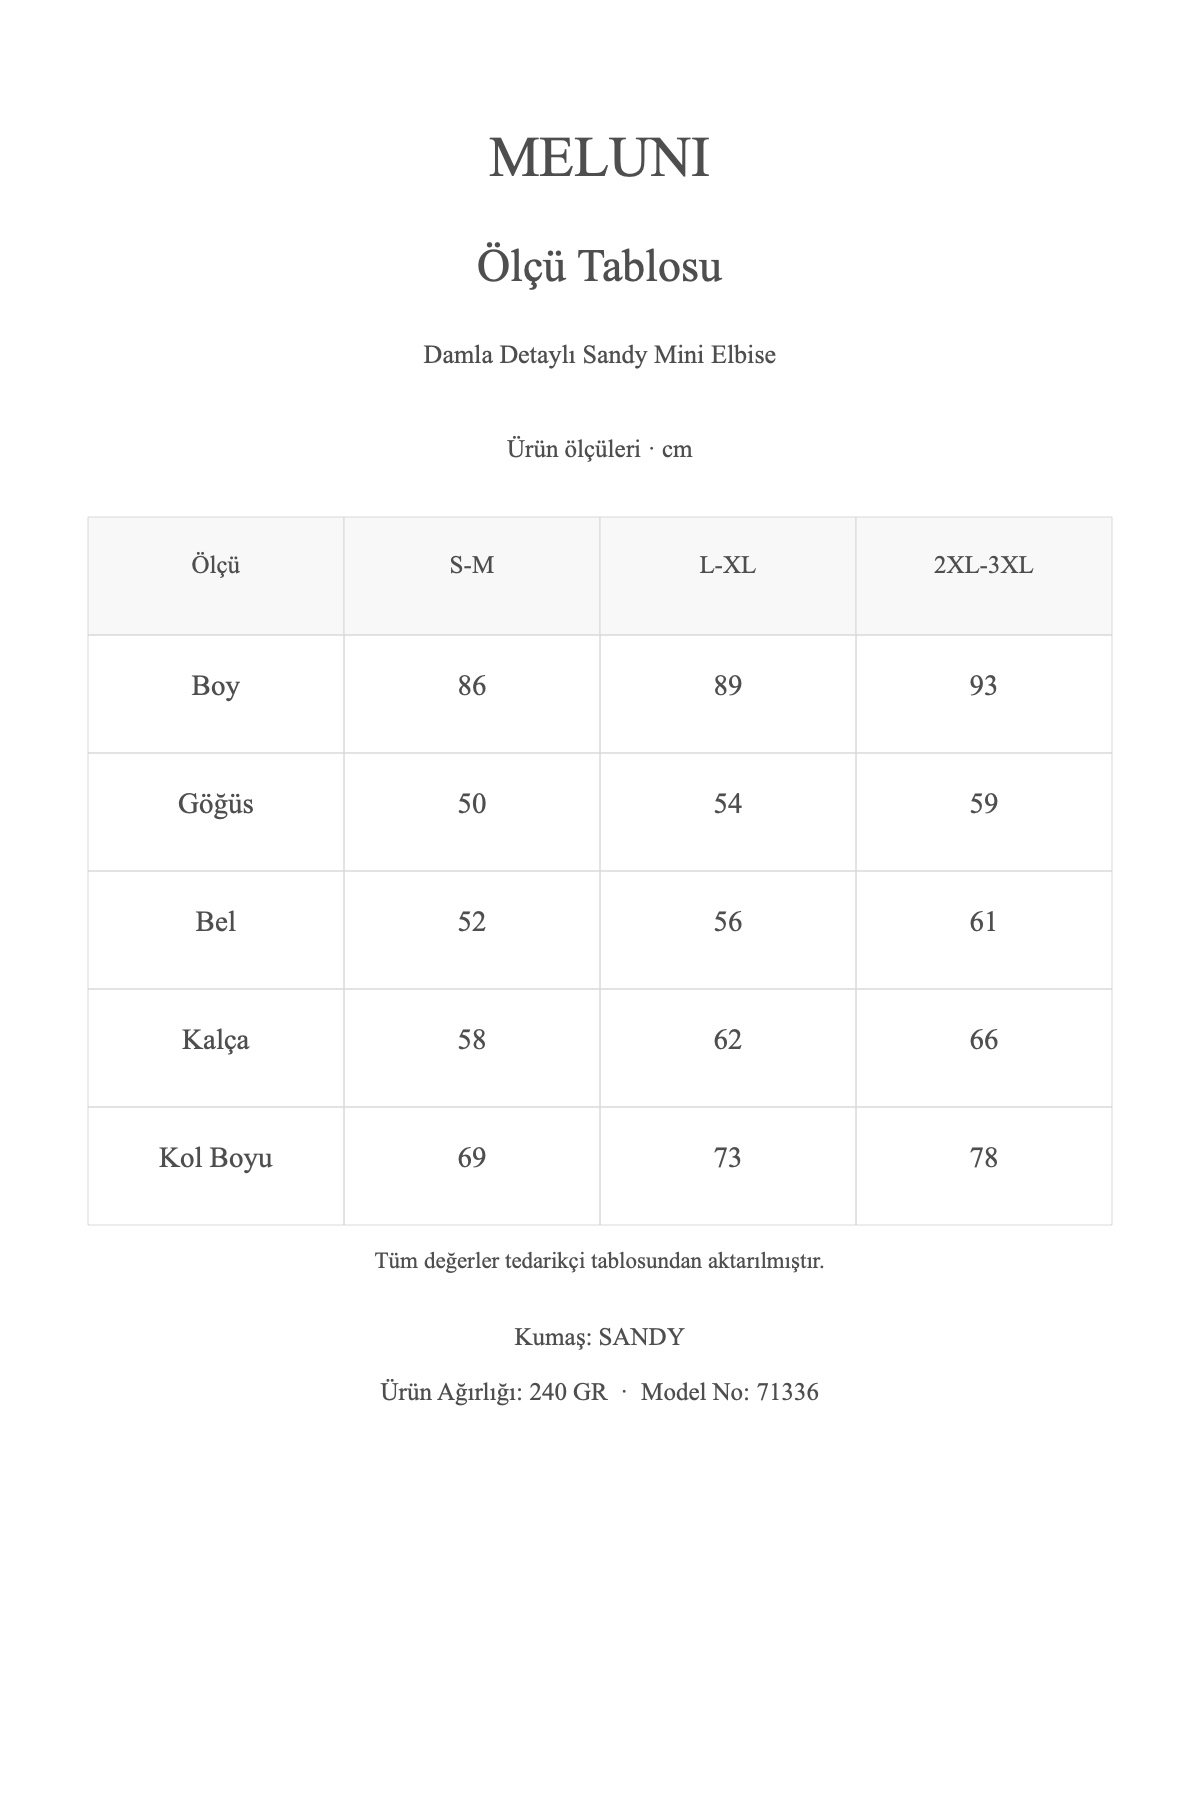 MELUNI
Ölçü Tablosu
Damla Detaylı Sandy Mini Elbise
Ürün ölçüleri · cm
Ölçü S-M L-XL 2XL-3XL
Boy 86 89 93
Göğüs 50 54 59
Bel 52 56 61
Kalça 58 62 66
Kol Boyu 69 73 78
Tüm değerler tedarikçi tablosundan aktarılmıştır.
Kumaş: SANDY
Ürün Ağırlığı: 240 GR · Model No: 71336